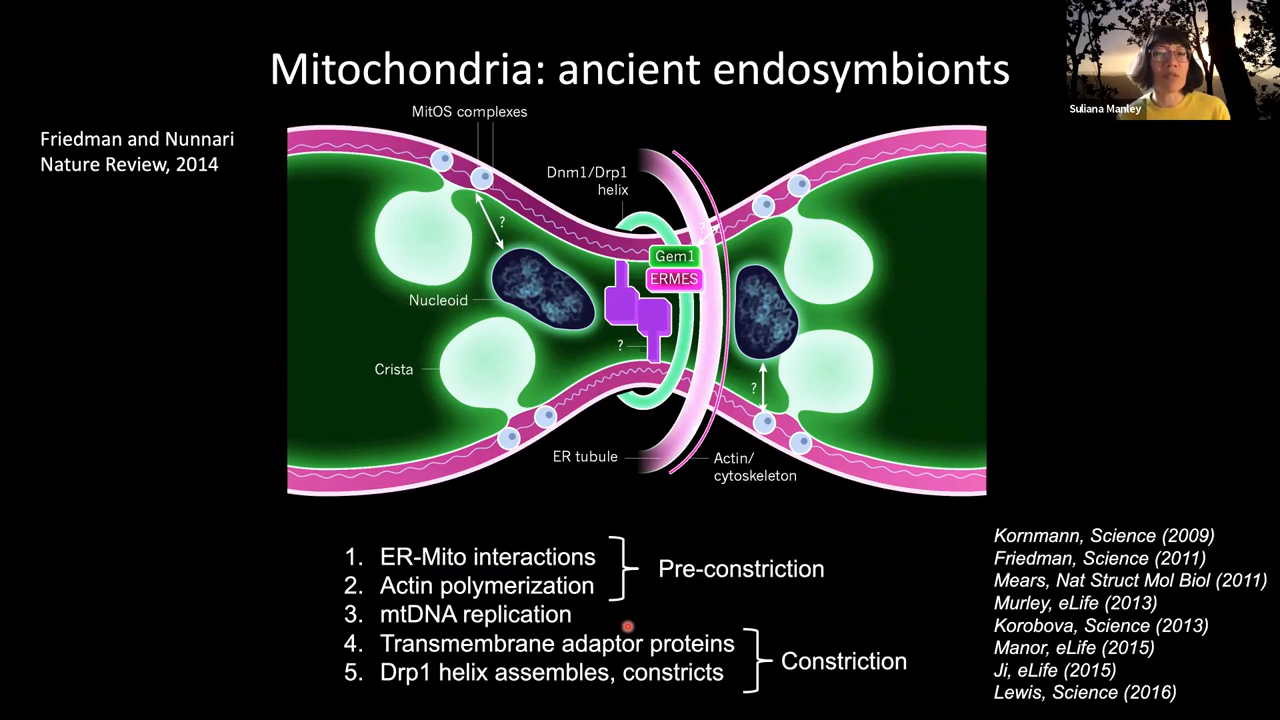 Mitochondria: ancient endosymbionts
Suliana Manley
Friedman and Nunnari
Nature Review, 2014
MitOS complexes
Dnm1/Drp1
helix
?
Gem1
ERMES
Nucleoid
?
Crista
?
ER tubule
Actin/
cytoskeleton
1. ER-Mito interactions
2. Actin polymerization
Pre-constriction
3. mtDNA replication
4. Transmembrane adaptor proteins
5. Drp1 helix assembles, constricts
Constriction
Kornmann, Science (2009)
Friedman, Science (2011)
Mears, Nat Struct Mol Biol (2011)
Murley, eLife (2013)
Korobova, Science (2013)
Manor, eLife (2015)
Ji, eLife (2015)
Lewis, Science (2016)